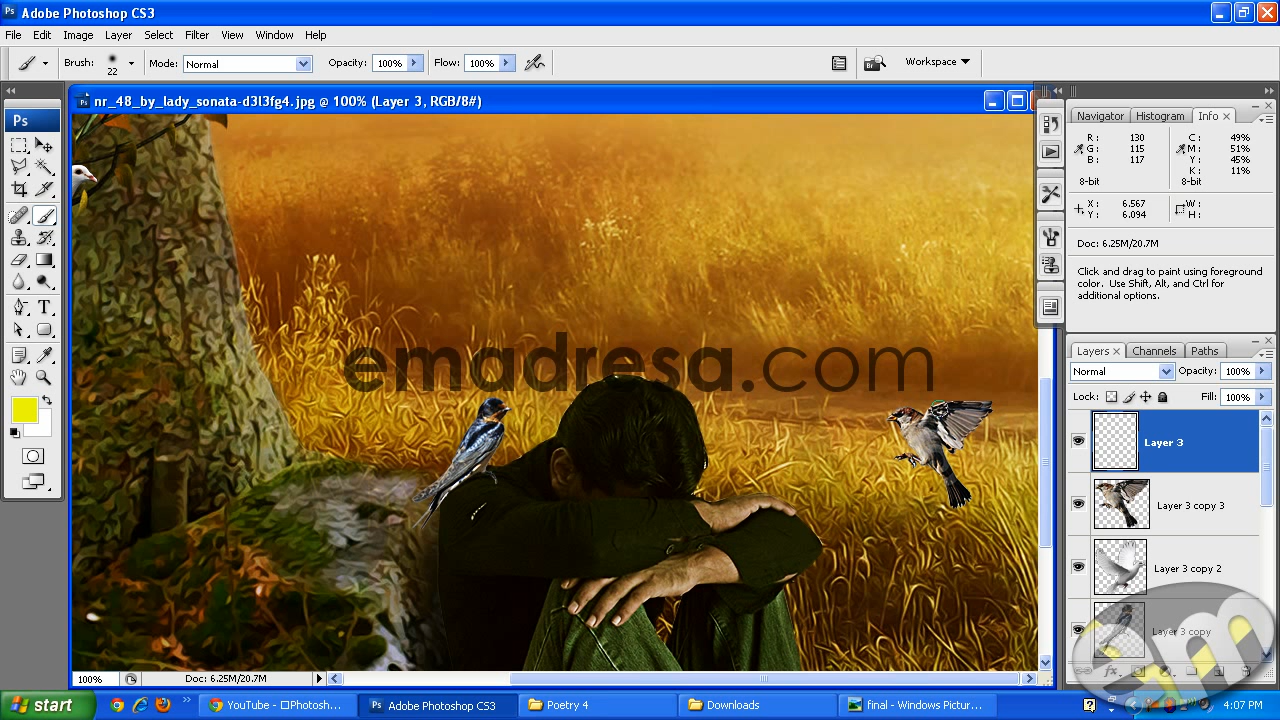 Adobe Photoshop CS3
File Edit Image Layer Select Filter View Window Help
Brush: 22 Mode: Normal Opacity: 100% Flow: 100% Workspace
nr_48_by_lady_sonata-d3l3fg4.jpg @ 100% (Layer 3, RGB/8#)
Ps
Navigator Histogram Info
R: 130 C: 49%
G: 115 M: 51%
B: 117 Y: 45%
K: 11%
8-bit 8-bit
X: 6.567 W:
Y: 6.094 H:
Doc: 6.25M/20.7M
Click and drag to paint using foreground
color. Use Shift, Alt, and Ctrl for
additional options.
emadresa.com
Layers Channels Paths
Normal Opacity: 100%
Lock: Fill: 100%
Layer 3
Layer 3 copy 3
Layer 3 copy 2
Layer 3 copy
em
100% Doc: 6.25M/20.7M
start YouTube - Photosh... Adobe Photoshop CS3 Poetry 4 Downloads final - Windows Pictur... 4:07 PM